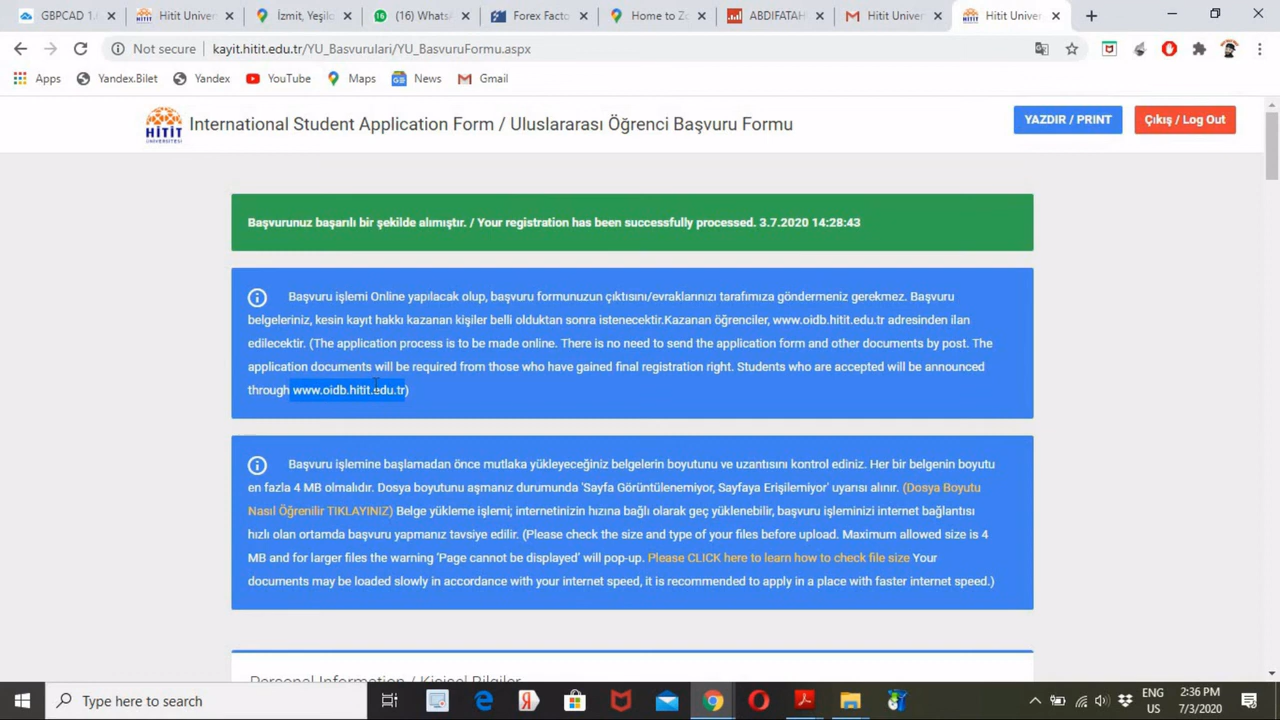 GBPCAD 1.
Hitit Univer
İzmit, Yeşilo
(16) WhatsA
Forex Facto
Home to Zo
ABDIFATAH
Hitit Univer
Hitit Univer
Not secure
kayit.hitit.edu.tr/YU_Basvurulari/YU_BasvuruFormu.aspx
Apps
Yandex.Bilet
Yandex
YouTube
Maps
News
Gmail
HİTİT
ÜNİVERSİTESİ
International Student Application Form / Uluslararası Öğrenci Başvuru Formu
YAZDIR / PRINT
Çıkış / Log Out
Başvurunuz başarılı bir şekilde alımıştır. / Your registration has been successfully processed. 3.7.2020 14:28:43
Başvuru işlemi Online yapılacak olup, başvuru formunuzun çıktısını/evraklarınızı tarafımıza göndermeniz gerekmez. Başvuru
belgeleriniz, kesin kayıt hakkı kazanan kişiler belli olduktan sonra istenecektir.Kazanan öğrenciler, www.oidb.hitit.edu.tr adresinden ilan
edilecektir. (The application process is to be made online. There is no need to send the application form and other documents by post. The
application documents will be required from those who have gained final registration right. Students who are accepted will be announced
through www.oidb.hitit.edu.tr)
Başvuru işlemine başlamadan önce mutlaka yükleyeceğiniz belgelerin boyutunu ve uzantısını kontrol ediniz. Her bir belgenin boyutu
en fazla 4 MB olmalıdır. Dosya boyutunu aşmanız durumunda 'Sayfa Görüntülenemiyor, Sayfaya Erişilemiyor' uyarısı alınır. (Dosya Boyutu
Nasıl Öğrenilir TIKLAYINIZ) Belge yükleme işlemi; internetinizin hızına bağlı olarak geç yüklenebilir, başvuru işleminizi internet bağlantısı
hızlı olan ortamda başvuru yapmanız tavsiye edilir. (Please check the size and type of your files before upload. Maximum allowed size is 4
MB and for larger files the warning 'Page cannot be displayed' will pop-up. Please CLICK here to learn how to check file size Your
documents may be loaded slowly in accordance with your internet speed, it is recommended to apply in a place with faster internet speed.)
Personal Information / Kişisel Bilgiler
Type here to search
ENG
US
2:36 PM
7/3/2020